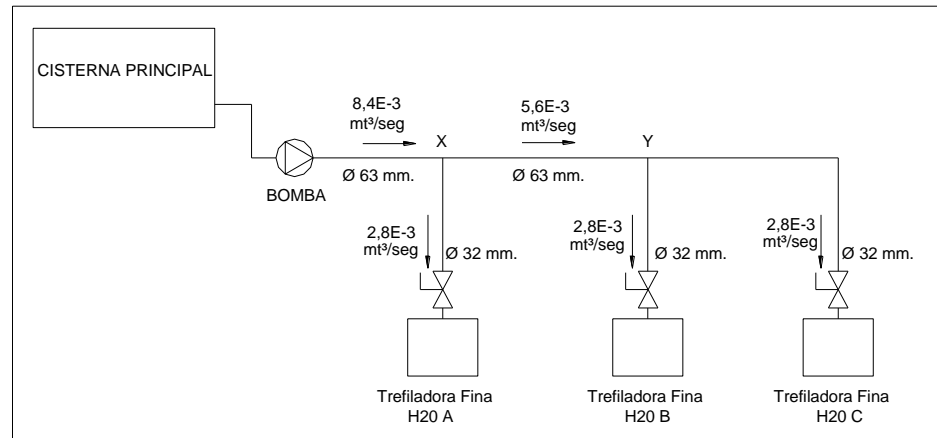 CISTERNA PRINCIPAL
BOMBA
8,4E-3
mt³/seg
Ø 63 mm.
X
5,6E-3
mt³/seg
Ø 63 mm.
Y
2,8E-3
mt³/seg
Ø 32 mm.
2,8E-3
mt³/seg
Ø 32 mm.
2,8E-3
mt³/seg
Ø 32 mm.
Trefiladora Fina
H20 A
Trefiladora Fina
H20 B
Trefiladora Fina
H20 C